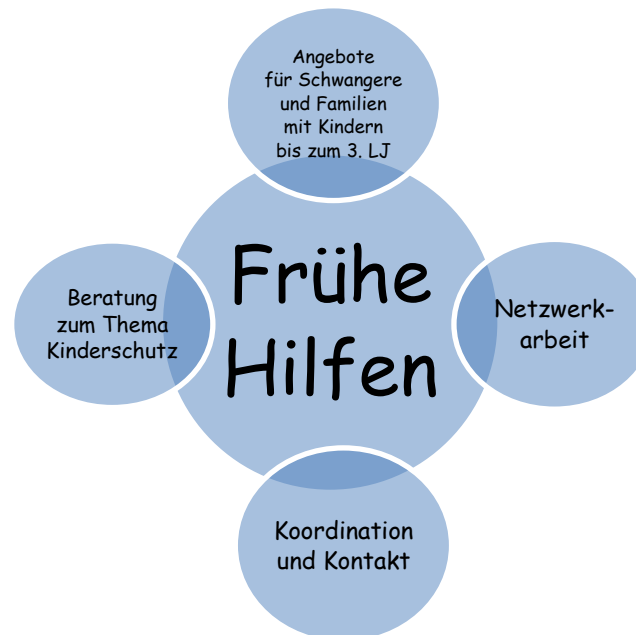 Angebote
für Schwangere
und Familien
mit Kindern
bis zum 3. LJ
Frühe
Hilfen
Beratung
zum Thema
Kinderschutz
Netzwerk-
arbeit
Koordination
und Kontakt